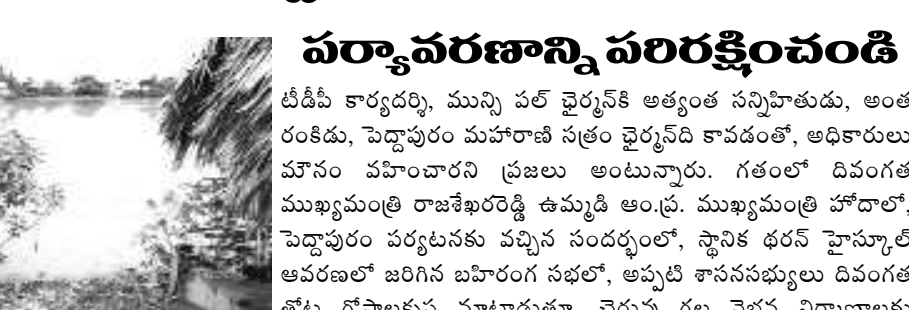 పర్యావరణాన్ని పరిరక్షించండి
టీడీపీ కార్యదర్శి, మున్సి పల్ ఛైర్మన్‌కి అత్యంత సన్నిహితుడు, అంత
రంకిడు, పెద్దాపురం మహారాణి సత్రం ఛైర్మన్‌ది కావడంతో, అధికారులు
మౌనం వహించారని ప్రజలు అంటున్నారు. గతంలో దివంగత
ముఖ్యమంత్రి రాజశేఖరరెడ్డి ఉమ్మడి ఆం.ప్ర. ముఖ్యమంత్రి హోదాలో,
పెద్దాపురం పర్యటనకు వచ్చిన సందర్భంలో, స్థానిక థరన్ హైస్కూల్
ఆవరణలో జరిగిన బహిరంగ సభలో, అప్పటి శాసనసభ్యులు దివంగత